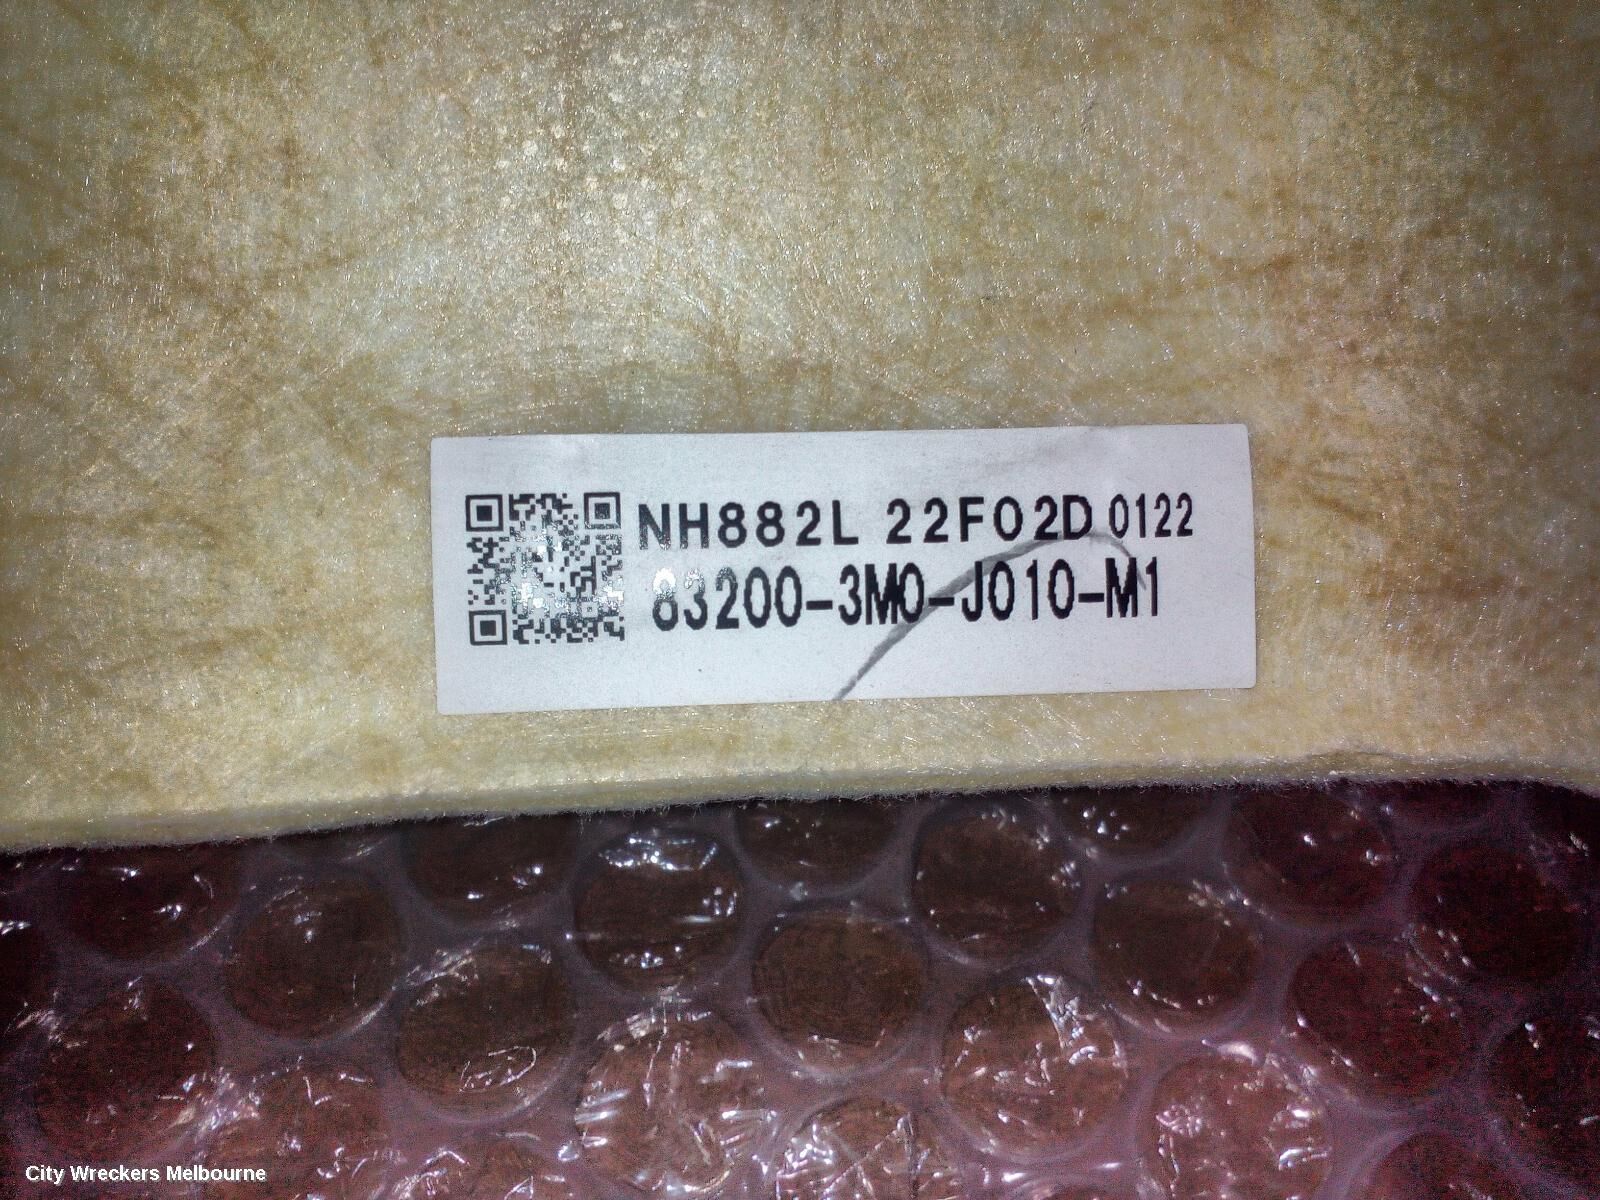 NH882L 22F02D 0122
83200-3M0-J010-M1
City Wreckers Melbourne